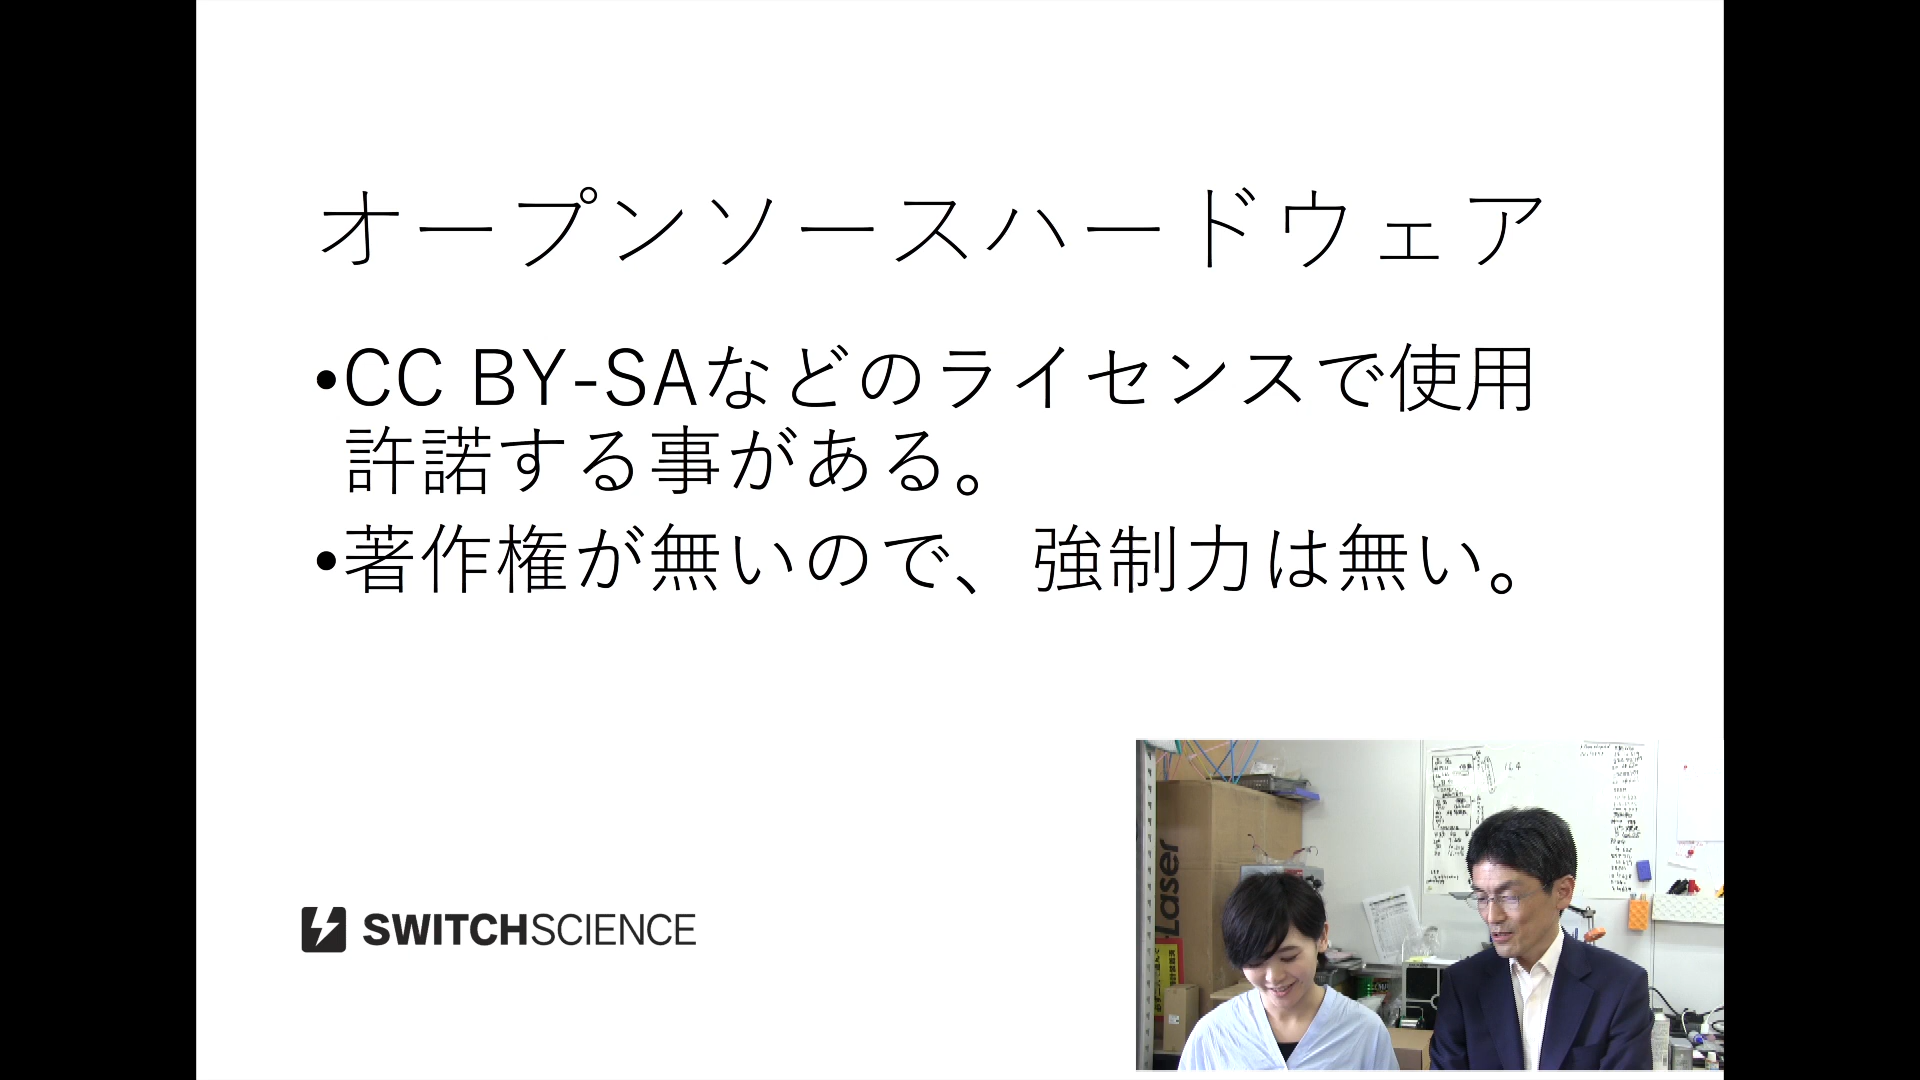 オープンソースハードウェア
•CC BY-SAなどのライセンスで使用
許諾する事がある。
•著作権が無いので、強制力は無い。
SWITCHSCIENCE
Laser